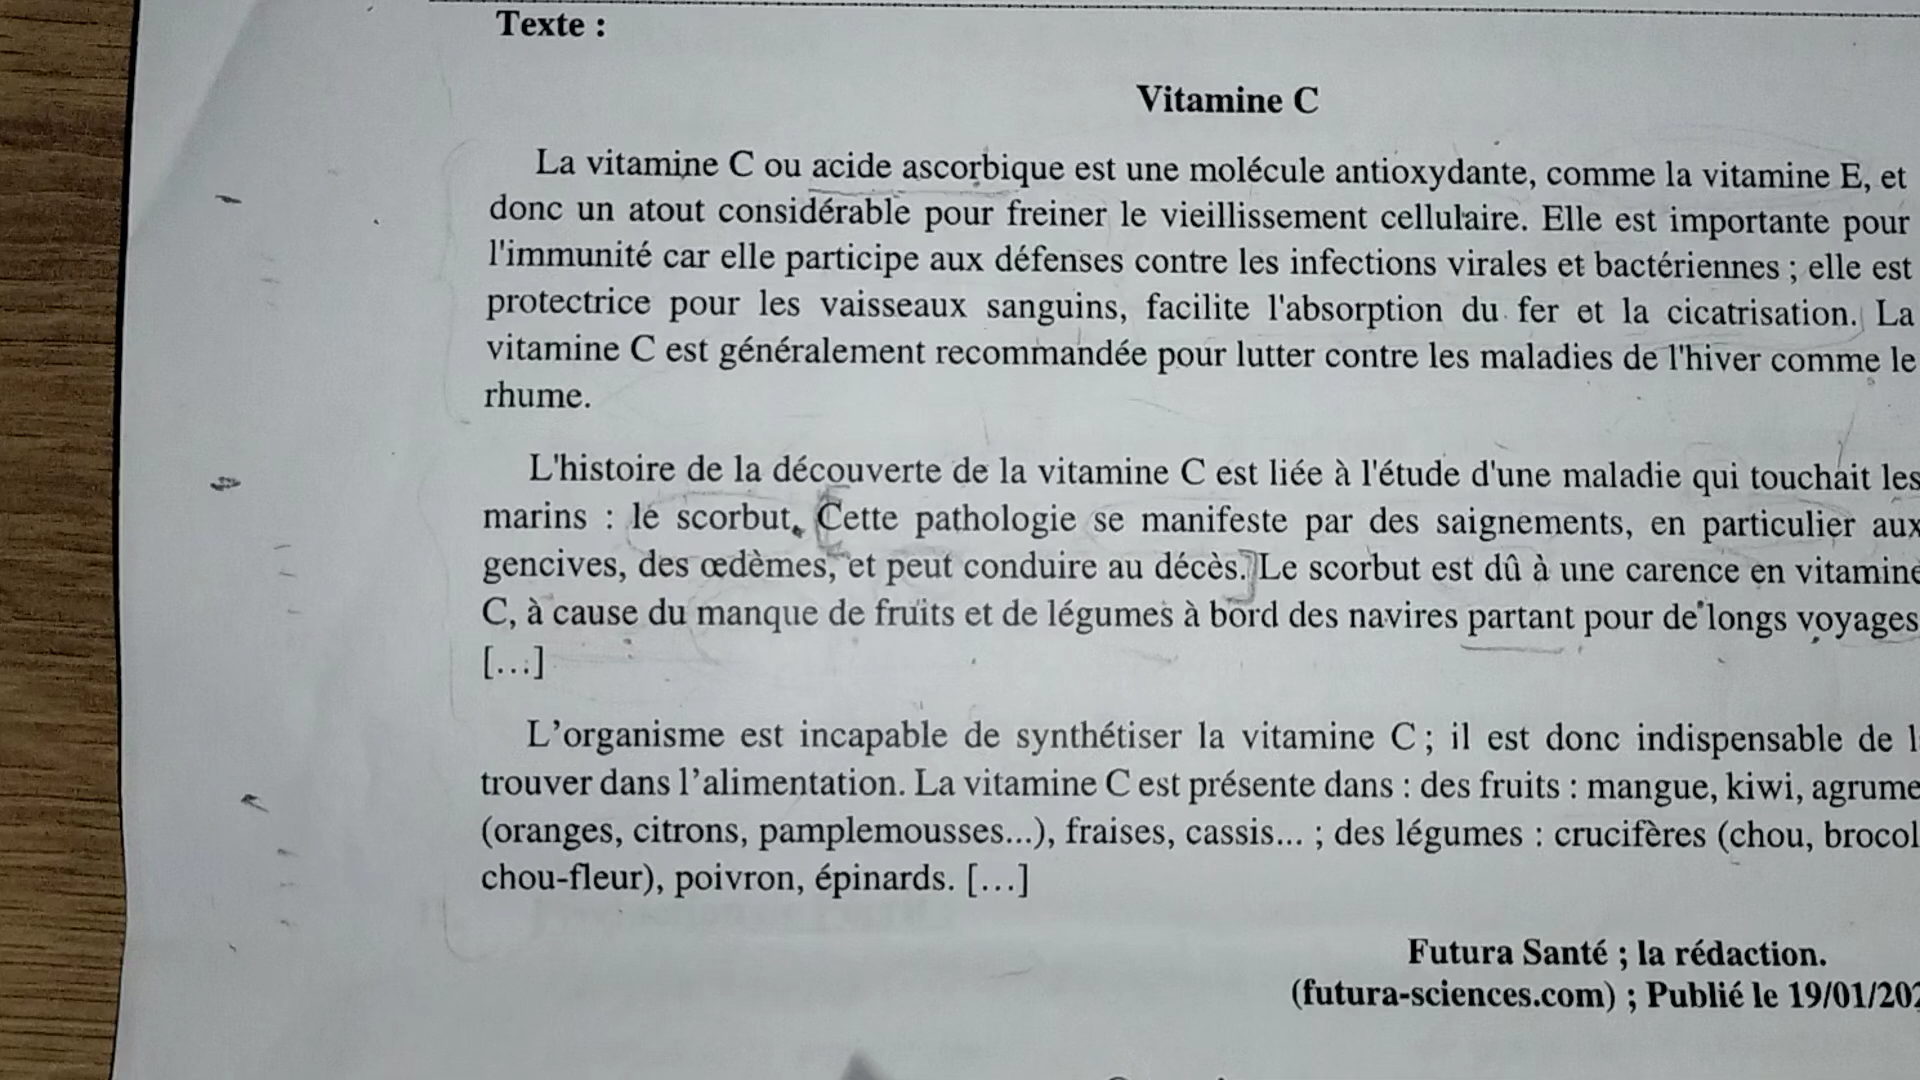 Texte :
Vitamine C
La vitamine C ou acide ascorbique est une molécule antioxydante, comme la vitamine E, et
donc un atout considérable pour freiner le vieillissement cellulaire. Elle est importante pour
l'immunité car elle participe aux défenses contre les infections virales et bactériennes ; elle est
protectrice pour les vaisseaux sanguins, facilite l'absorption du fer et la cicatrisation. La
vitamine C est généralement recommandée pour lutter contre les maladies de l'hiver comme le
rhume.
L'histoire de la découverte de la vitamine C est liée à l'étude d'une maladie qui touchait les
marins : le scorbut. Cette pathologie se manifeste par des saignements, en particulier aux
gencives, des œdèmes, et peut conduire au décès. Le scorbut est dû à une carence en vitamine
C, à cause du manque de fruits et de légumes à bord des navires partant pour de longs voyages
[…]
L’organisme est incapable de synthétiser la vitamine C ; il est donc indispensable de
trouver dans l’alimentation. La vitamine C est présente dans : des fruits : mangue, kiwi,
(oranges, citrons, pamplemousses...), fraises, cassis... ; des légumes : crucifères (chou,
chou-fleur), poivron, épinards. […]
Futura Santé ; la rédaction.
(futura-sciences.com) ; Publié le